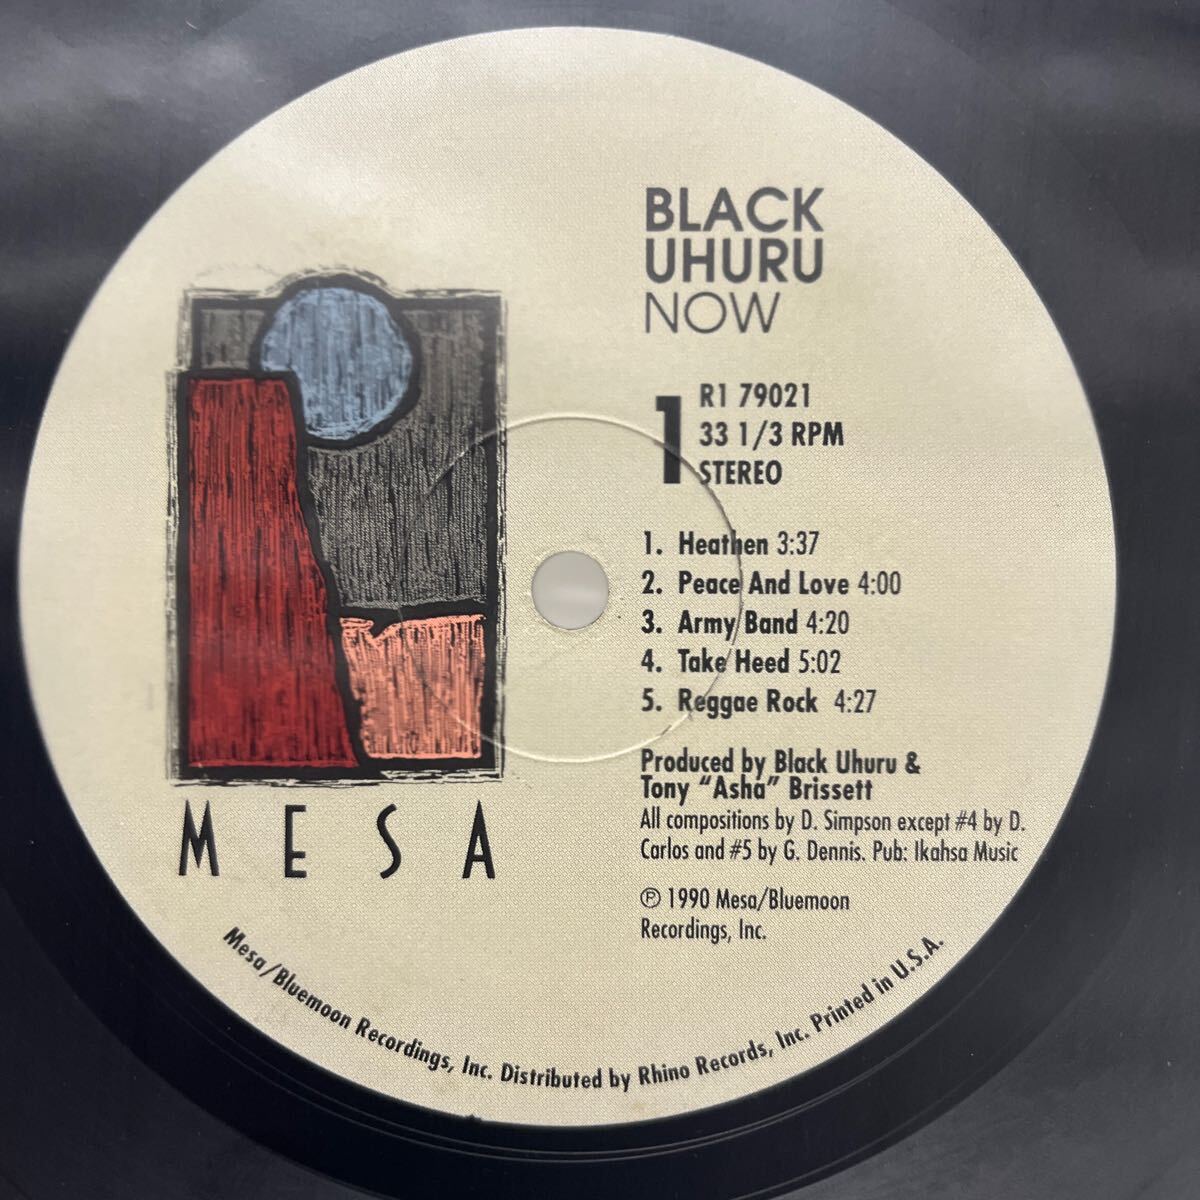 BLACK
UHURU
NOW
1
R1 79021
33 1/3 RPM
STEREO
1. Heathen 3:37
2. Peace And Love 4:00
3. Army Band 4:20
4. Take Heed 5:02
5. Reggae Rock 4:27
Produced by Black Uhuru &
Tony "Asha" Brissett
All compositions by D. Simpson except #4 by D.
Carlos and #5 by G. Dennis. Pub: Ikahsa Music
℗ 1990 Mesa/Bluemoon
Recordings, Inc.
MESA
Mesa/Bluemoon Recordings, Inc. Distributed by Rhino Records, Inc. Printed in U.S.A.